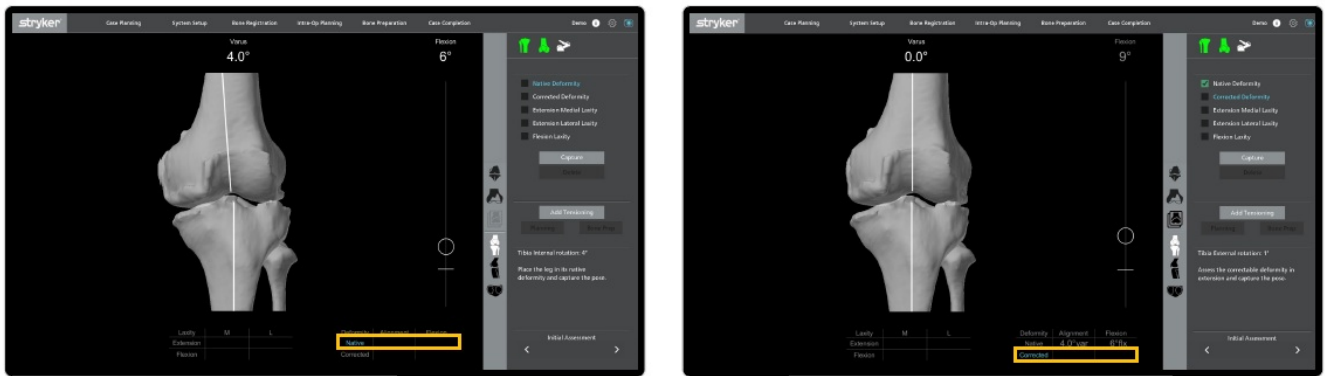 stryker Case Planning System Setup Bone Registration Intra-Op Planning Bone Preparation Case Completion Demo
Varus
4.0°
Flexion
6°
Native Deformity
Corrected Deformity
Extension Medial Laxity
Extension Lateral Laxity
Flexion Laxity
Capture
Add Tensioning
Planning Bone Prep
Tibia Internal rotation: 4°
Place the leg in its native
deformity and capture the pose.
Laxity M L
Extension
Flexion
Deformity Alignment Flexion
Native
Corrected
Initial Assessment
< >
stryker Case Planning System Setup Bone Registration Intra-Op Planning Bone Preparation Case Completion Demo
Varus
0.0°
Flexion
9°
Native Deformity
Corrected Deformity
Extension Medial Laxity
Extension Lateral Laxity
Flexion Laxity
Capture
Add Tensioning
Planning Bone Prep
Tibia External rotation: 1°
Assess the correctable deformity in
extension and capture the pose.
Laxity M L
Extension
Flexion
Deformity Alignment Flexion
Native 4.0°var 6°flx
Corrected
Initial Assessment
< >